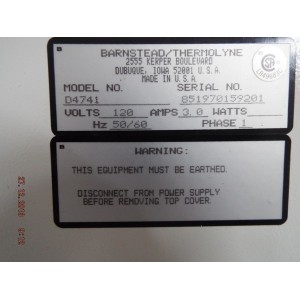 BARNSTEAD/THERMOLYNE
2555 KERPER BOULEVARD
DUBUQUE, IOWA 52001 U.S.A
MADE IN U.S.A.
MODEL NO. SERIAL NO.
D4741 851970159201
VOLTS 120 AMPS 3.0 WATTS
Hz 50/60 PHASE 1
WARNING:
THIS EQUIPMENT MUST BE EARTHED.
DISCONNECT FROM POWER SUPPLY
BEFORE REMOVING TOP COVER.